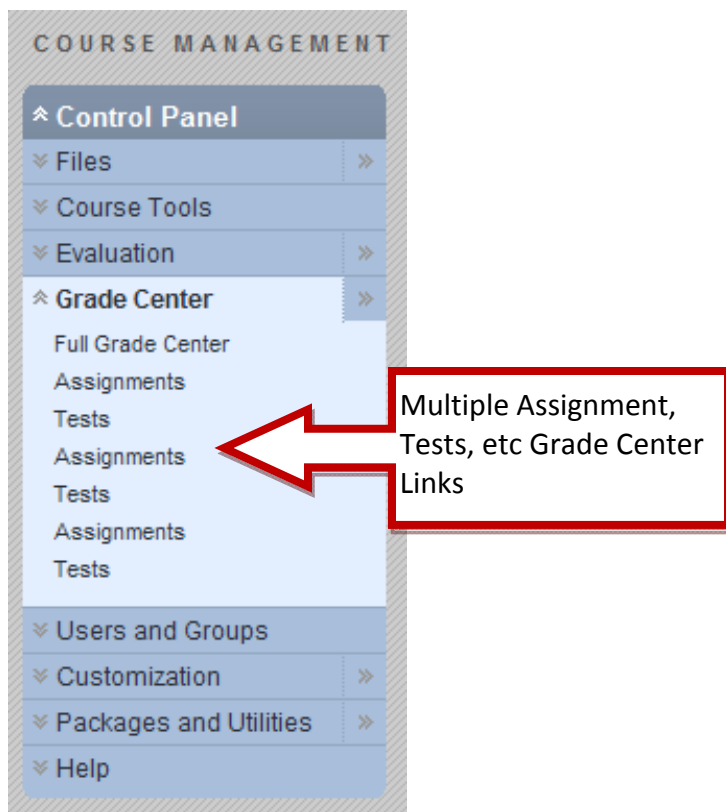 COURSE MANAGEMENT
Control Panel
Files
Course Tools
Evaluation
Grade Center
Full Grade Center
Assignments
Tests
Assignments
Tests
Assignments
Tests
Multiple Assignment,
Tests, etc Grade Center
Links
Users and Groups
Customization
Packages and Utilities
Help